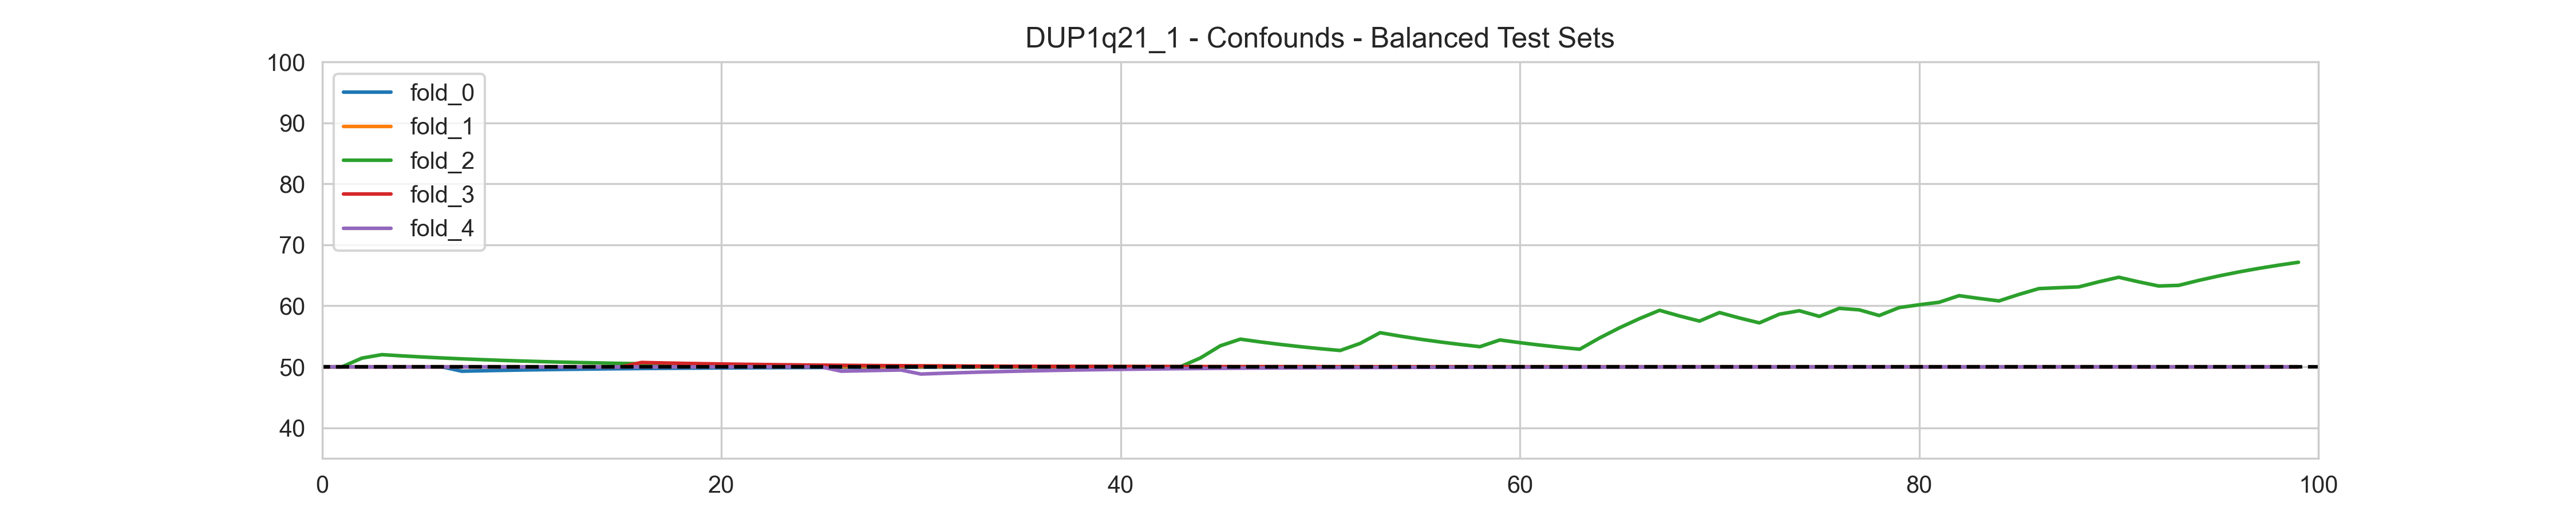 DUP1q21_1 - Confounds - Balanced Test Sets
100
90
80
70
60
50
40
fold_0
fold_1
fold_2
fold_3
fold_4
0 20 40 60 80 100